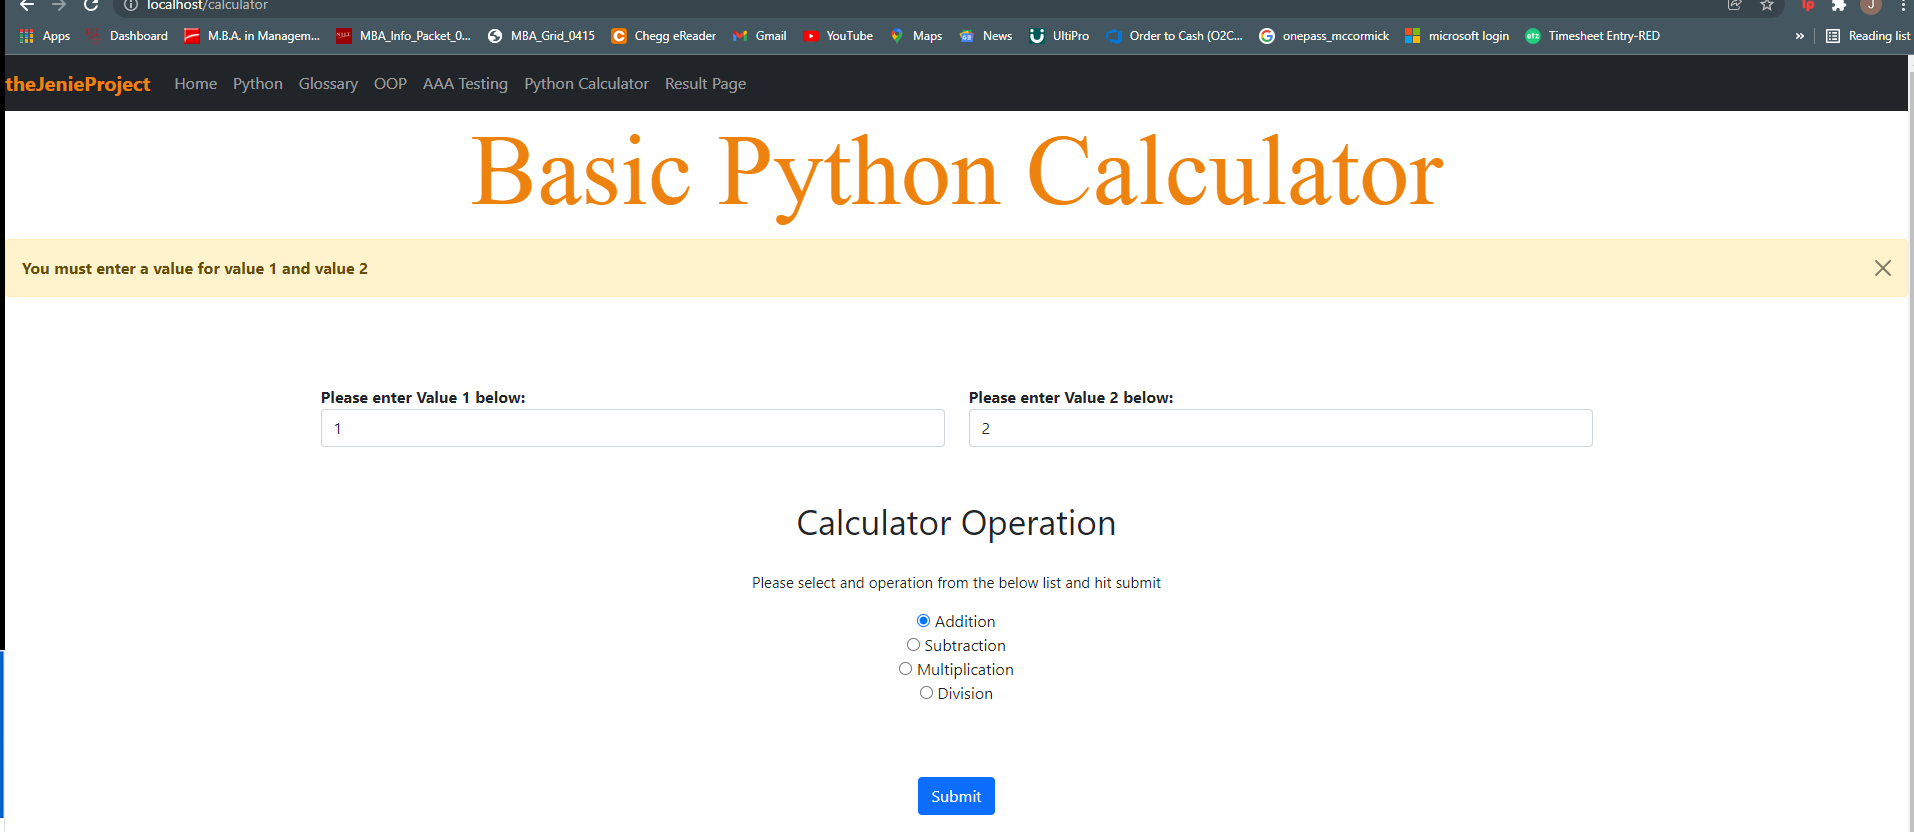 localhost/calculator
Apps Dashboard M.B.A. in Managem... MBA_Info_Packet_0... MBA_Grid_0415 Chegg eReader Gmail YouTube Maps News UltiPro Order to Cash (O2C... onepass_mccormick microsoft login Timesheet Entry-RED » Reading list
theJenieProject Home Python Glossary OOP AAA Testing Python Calculator Result Page
Basic Python Calculator
You must enter a value for value 1 and value 2
Please enter Value 1 below: Please enter Value 2 below:
1 2
Calculator Operation
Please select and operation from the below list and hit submit
Addition
Subtraction
Multiplication
Division
Submit